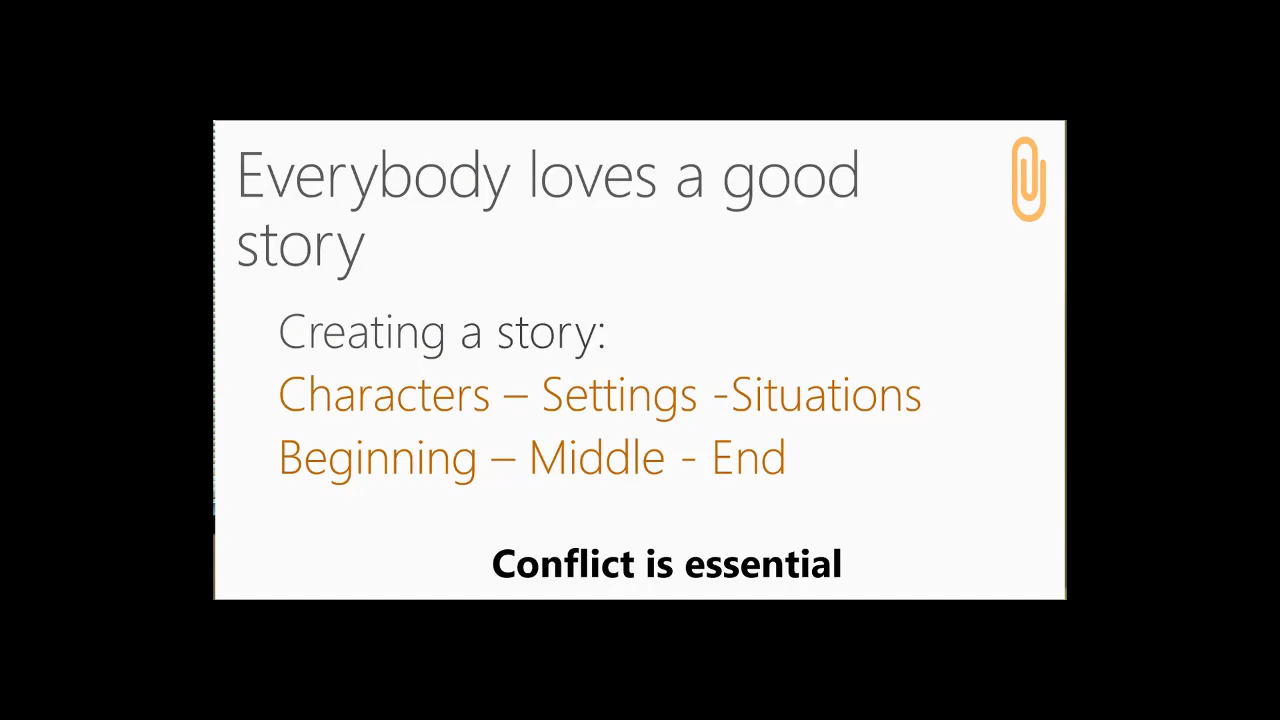 Everybody loves a good
story
Creating a story:
Characters – Settings -Situations
Beginning – Middle - End
Conflict is essential